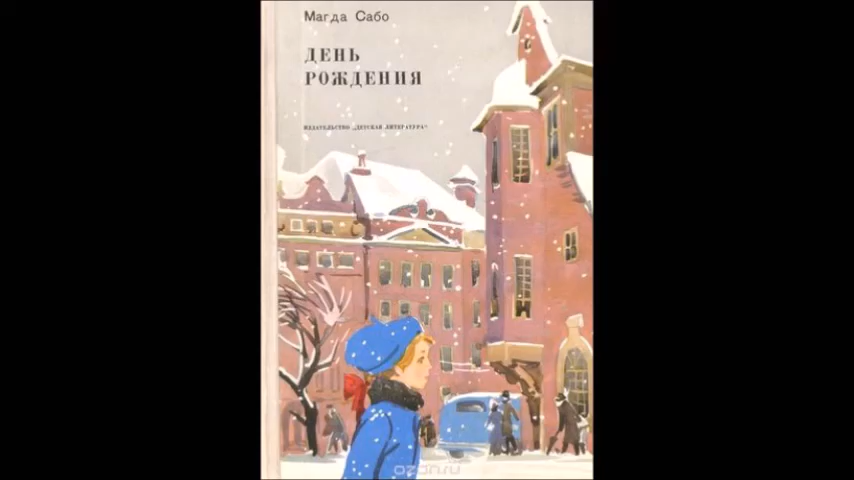 Магда Сабо
ДЕНЬ
РОЖДЕНИЯ
ИЗДАТЕЛЬСТВО „ДЕТСКАЯ ЛИТЕРАТУРА“
ozon.ru